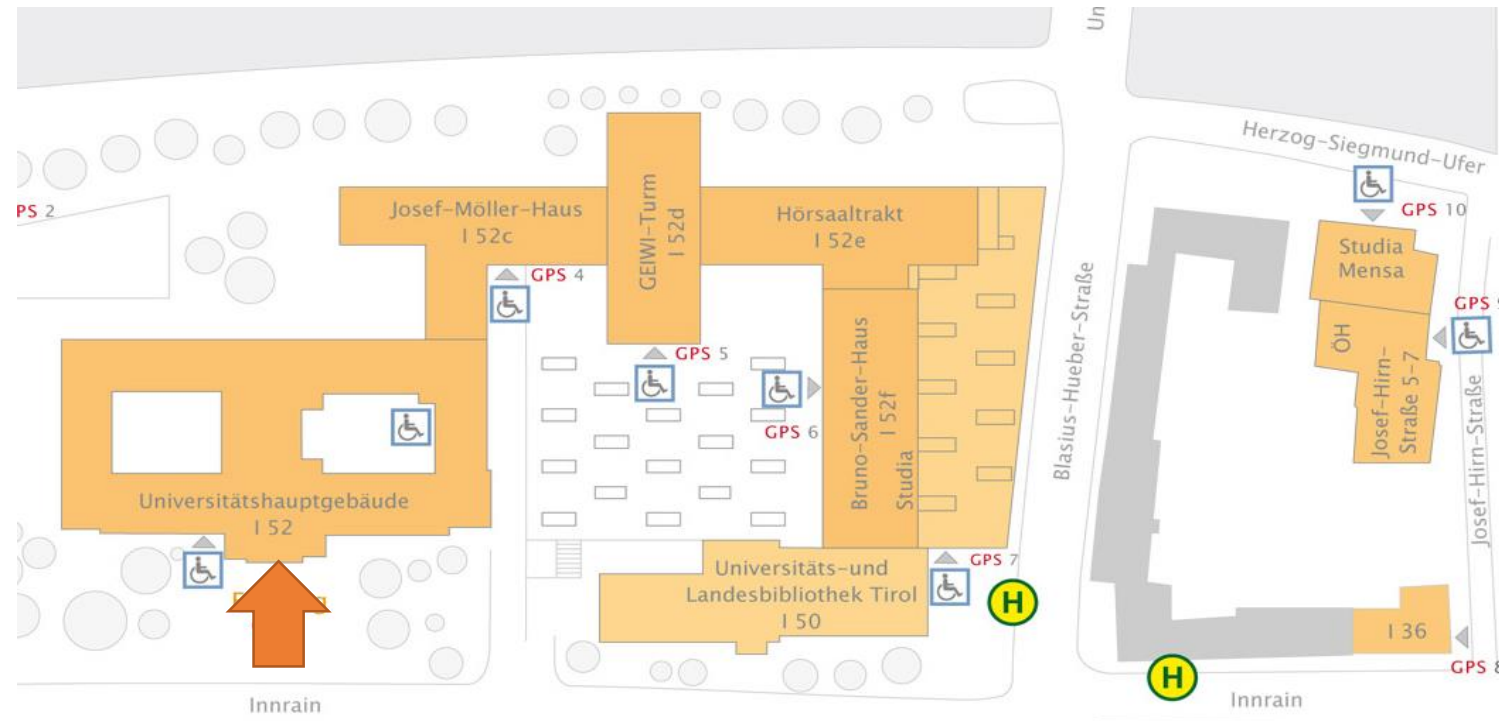 Un
Herzog-Siegmund-Ufer
PS 2
GPS 10
Josef-Möller-Haus
I 52c
GEIWI-Turm
I 52d
Hörsaaltrakt
I 52e
Studia
Mensa
GPS 4
GPS 5
GPS 6
Bruno-Sander-Haus
I 52f
Studia
Blasius-Hueber-Straße
GPS 9
ÖH
Josef-Hirn-
Straße 5-7
Josef-Hirn-Straße
Universitätshauptgebäude
I 52
GPS 7
Universitäts-und
Landesbibliothek Tirol
I 50
H
I 36
GPS 8
H
Innrain
Innrain